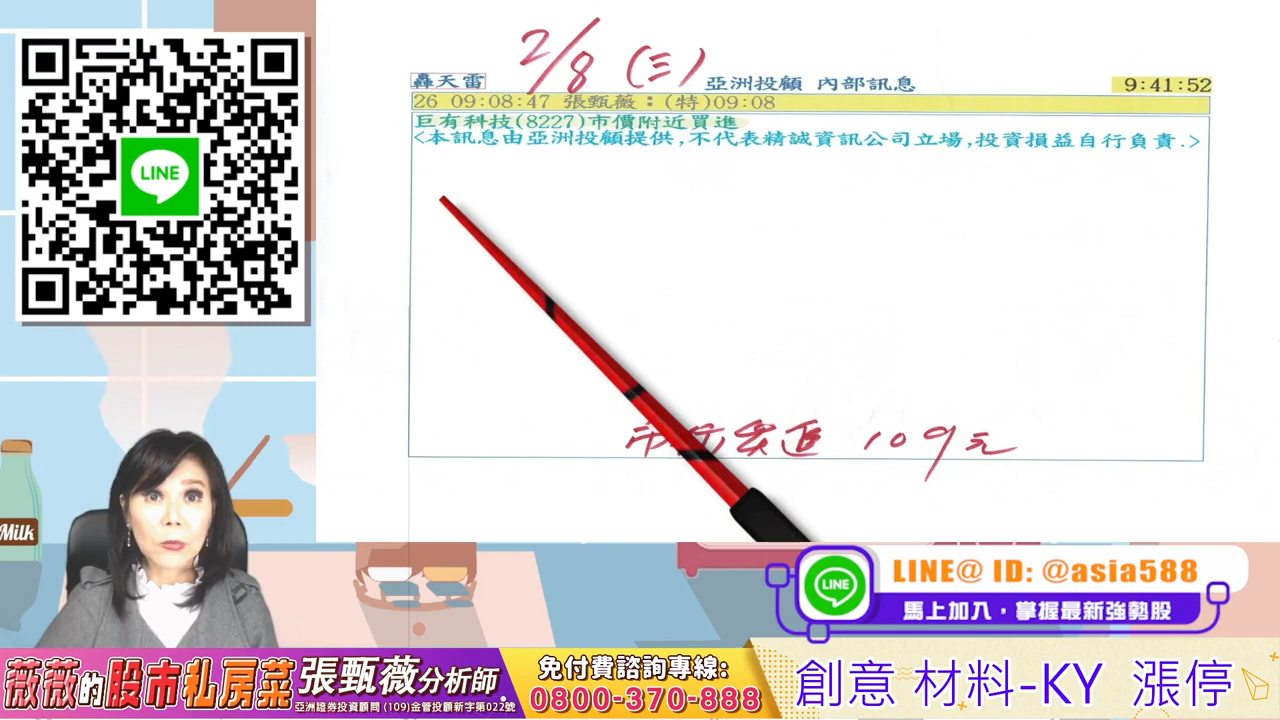 2/8 (三)
轟天雷 亞洲投顧 內部訊息 9:41:52
26 09:08:47 張甄薇：(特)09:08
巨有科技(8227)市價附近買進
<本訊息由亞洲投顧提供,不代表精誠資訊公司立場,投資損益自行負責.>
LINE
市價買進 109元
Milk
LINE
LINE@ ID: @asia588
馬上加入，掌握最新強勢股
薇薇的股市私房菜 張甄薇分析師
亞洲證券投資顧問 (109)金管投顧新字第022號
免付費諮詢專線:
0800-370-888
創意 材料-KY 漲停